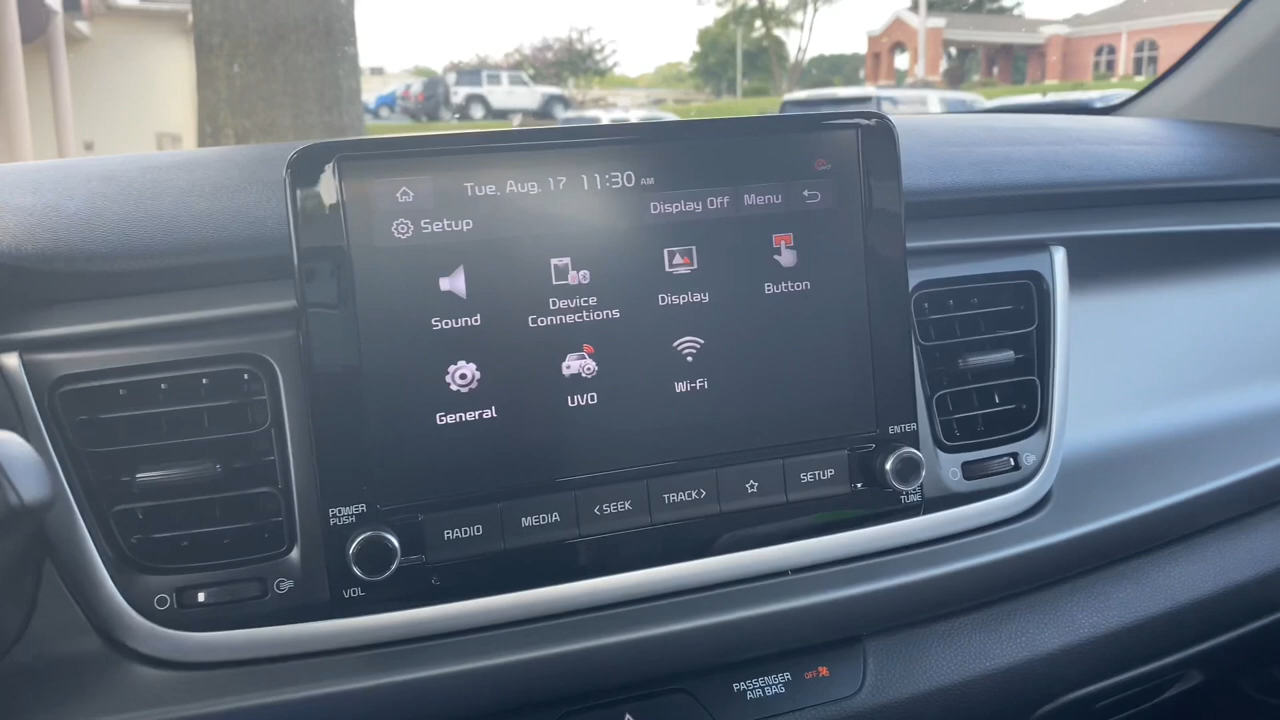 Tue, Aug. 17 11:30 AM
Display Off Menu
Setup
Sound
Device
Connections
Display
Button
General
UVO
Wi-Fi
POWER
PUSH
VOL
RADIO
MEDIA
< SEEK
TRACK >
SETUP
ENTER
TUNE
PASSENGER
AIR BAG
OFF